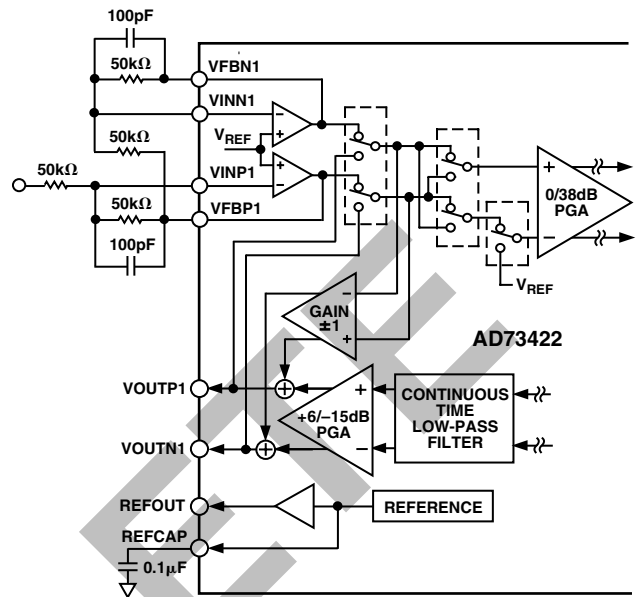 100pF
50kΩ
VFBN1
VINN1
VREF
50kΩ
50kΩ
VINP1
50kΩ
VFBP1
100pF
0/38dB
PGA
VREF
GAIN
±1
AD73422
VOUTP1
+6/–15dB
PGA
CONTINUOUS
TIME
LOW-PASS
FILTER
VOUTN1
REFOUT
REFERENCE
REFCAP
0.1µF